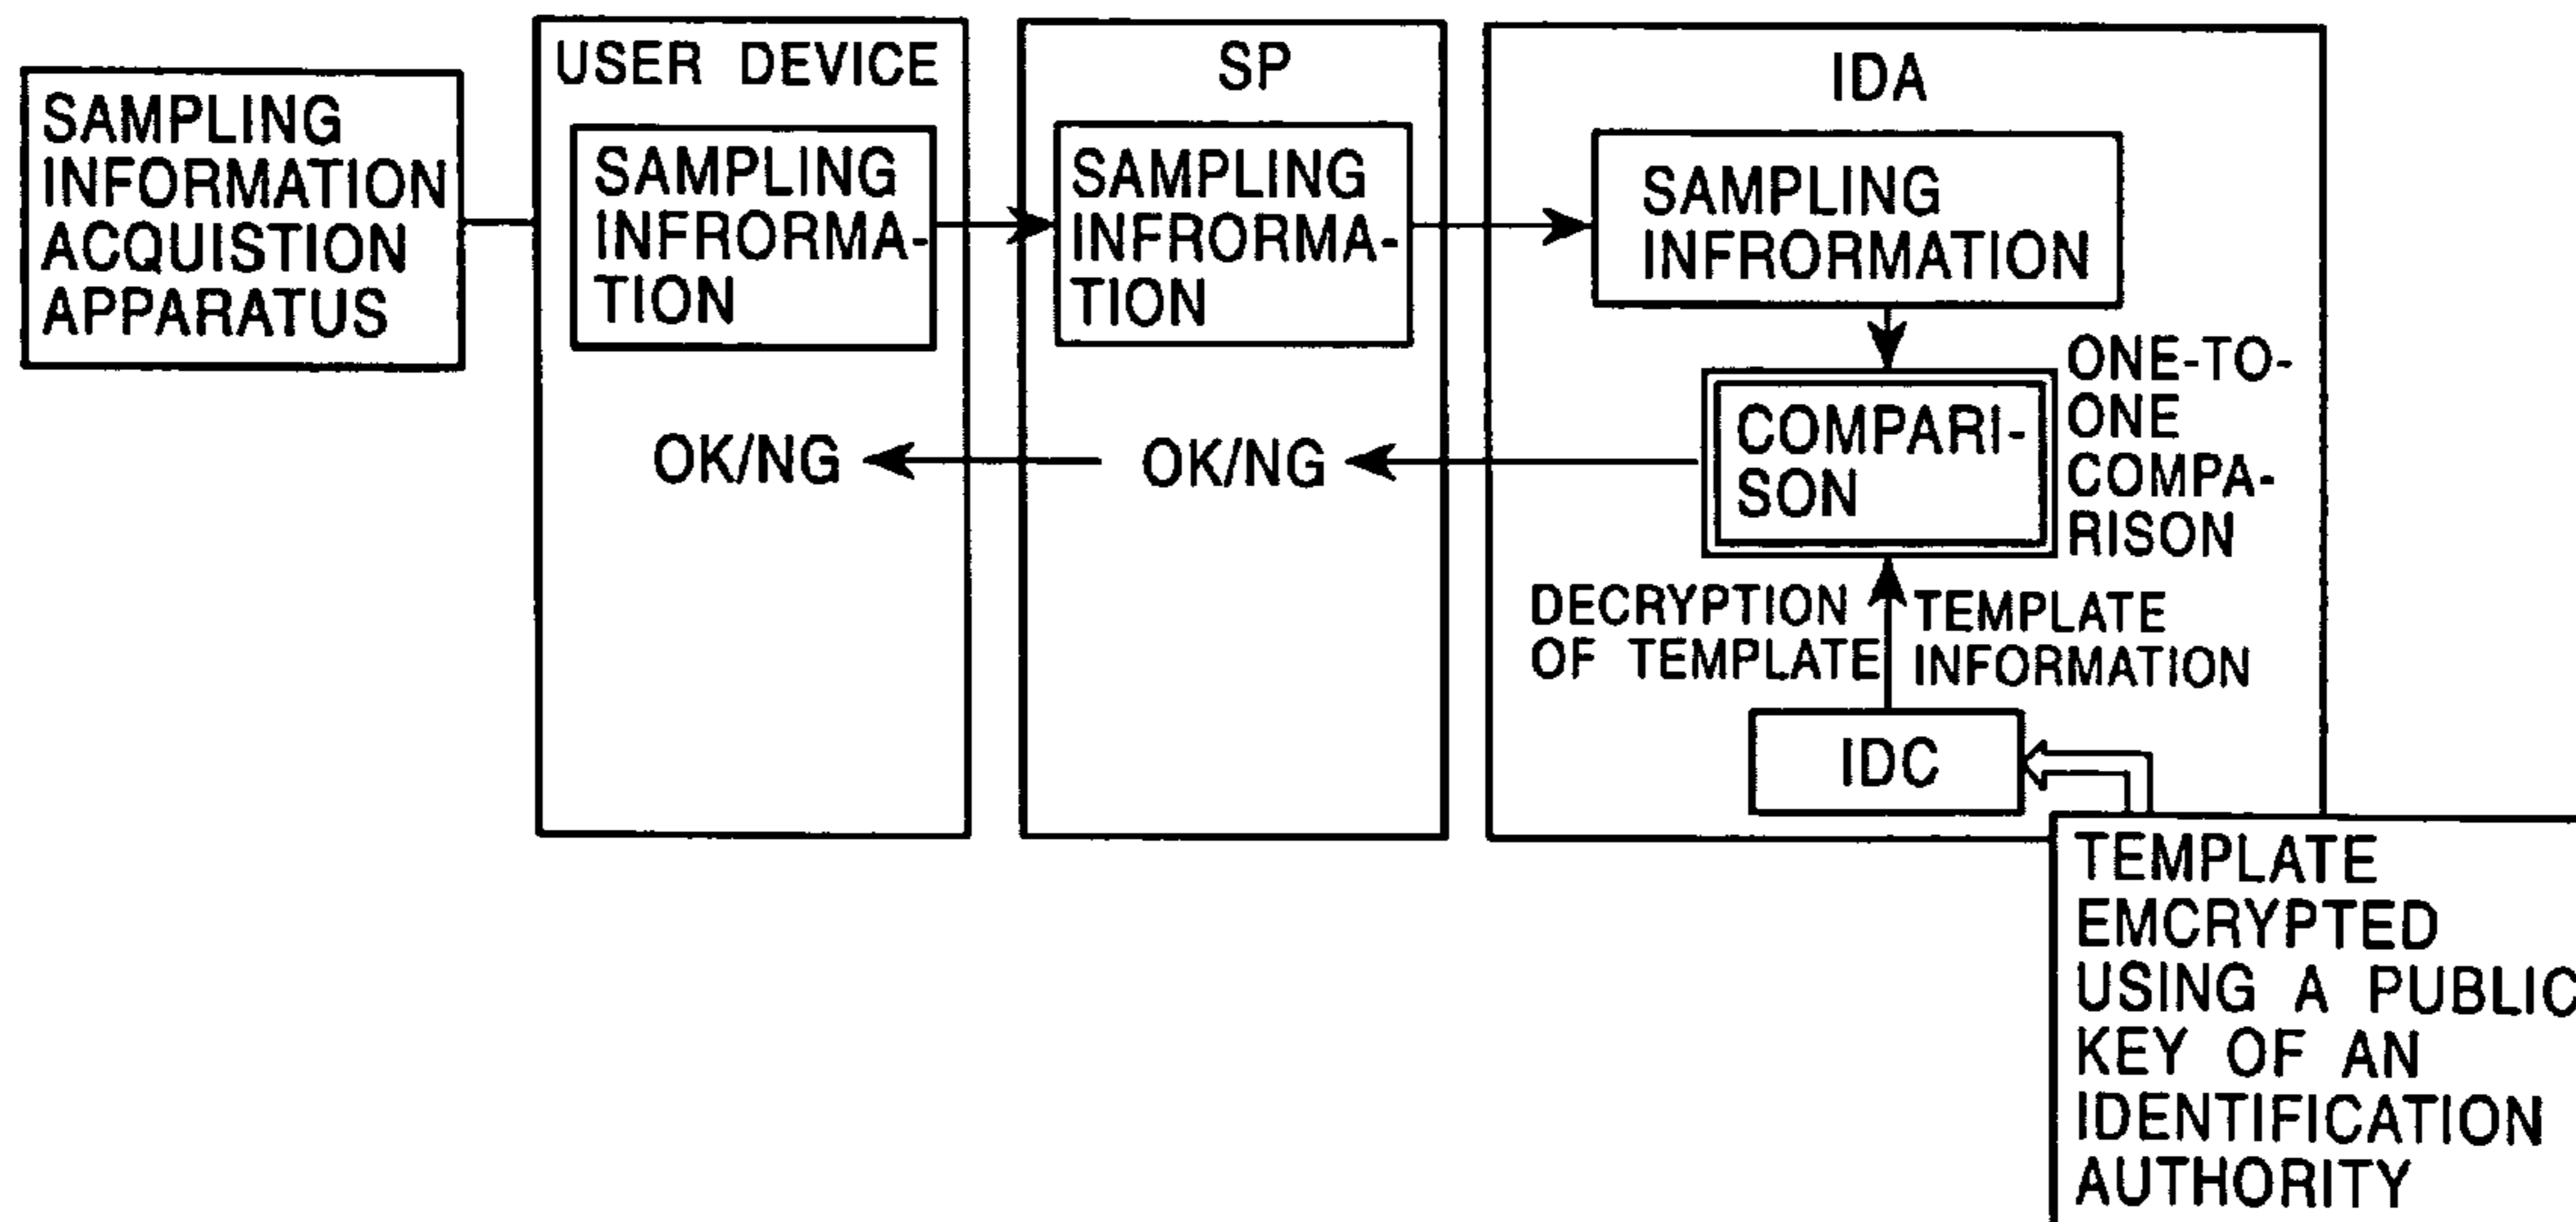 SAMPLING
INFORMATION
ACQUISTION
APPARATUS
USER DEVICE
SAMPLING
INFRORMA-
TION
OK/NG
SP
SAMPLING
INFRORMA-
TION
OK/NG
IDA
SAMPLING
INFRORMATION
COMPARI-
SON
ONE-TO-
ONE
COMPA-
RISON
DECRYPTION
OF TEMPLATE
TEMPLATE
INFORMATION
IDC
TEMPLATE
EMCRYPTED
USING A PUBLIC
KEY OF AN
IDENTIFICATION
AUTHORITY